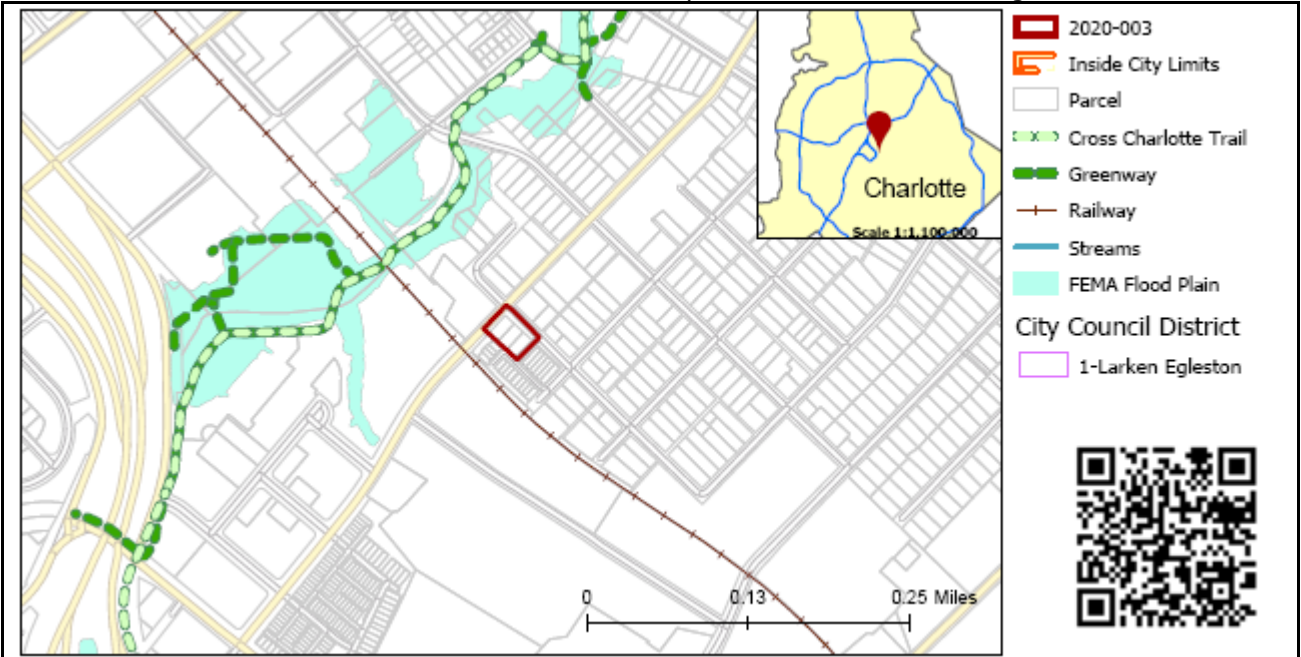 Charlotte
Scale 1:1,100,000
0
0.13
0.25 Miles
2020-003
Inside City Limits
Parcel
Cross Charlotte Trail
Greenway
Railway
Streams
FEMA Flood Plain
City Council District
1-Larken Egleston